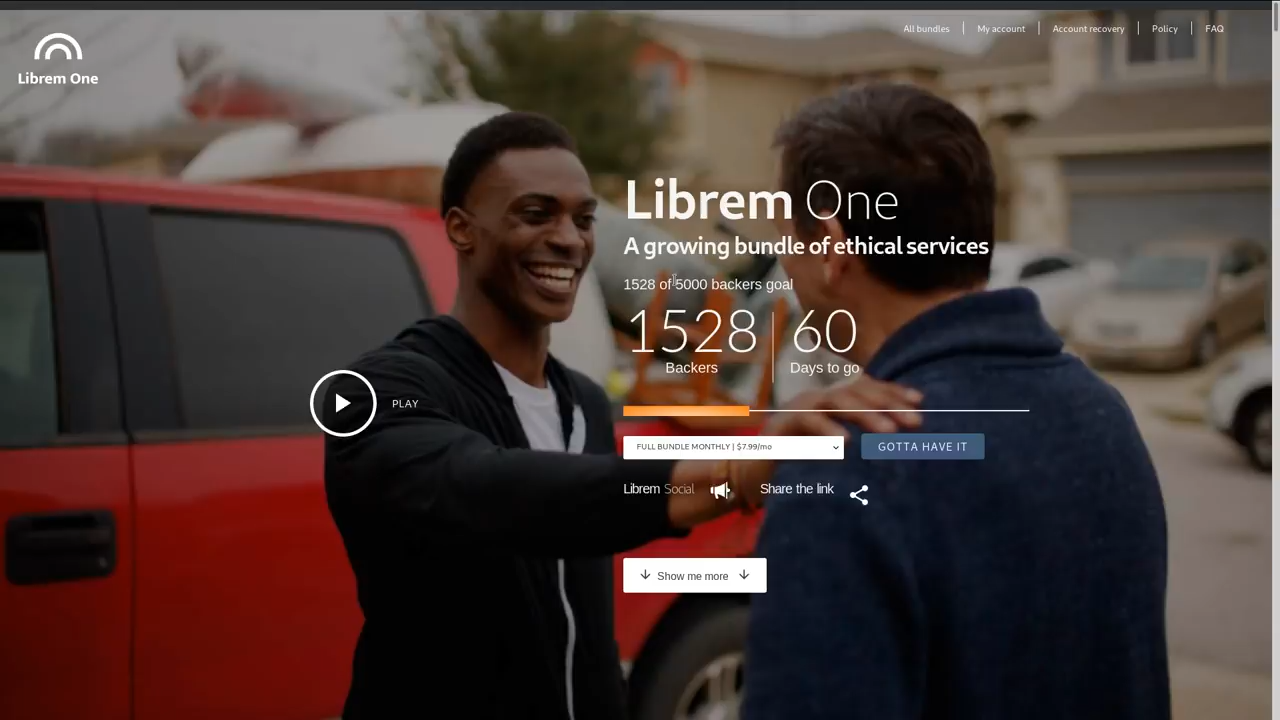 All bundles
My account
Account recovery
Policy
FAQ
Librem One
Librem One
A growing bundle of ethical services
1528 of 5000 backers goal
1528
60
Backers
Days to go
PLAY
FULL BUNDLE MONTHLY | $7.99/mo
GOTTA HAVE IT
Librem Social
Share the link
Show me more